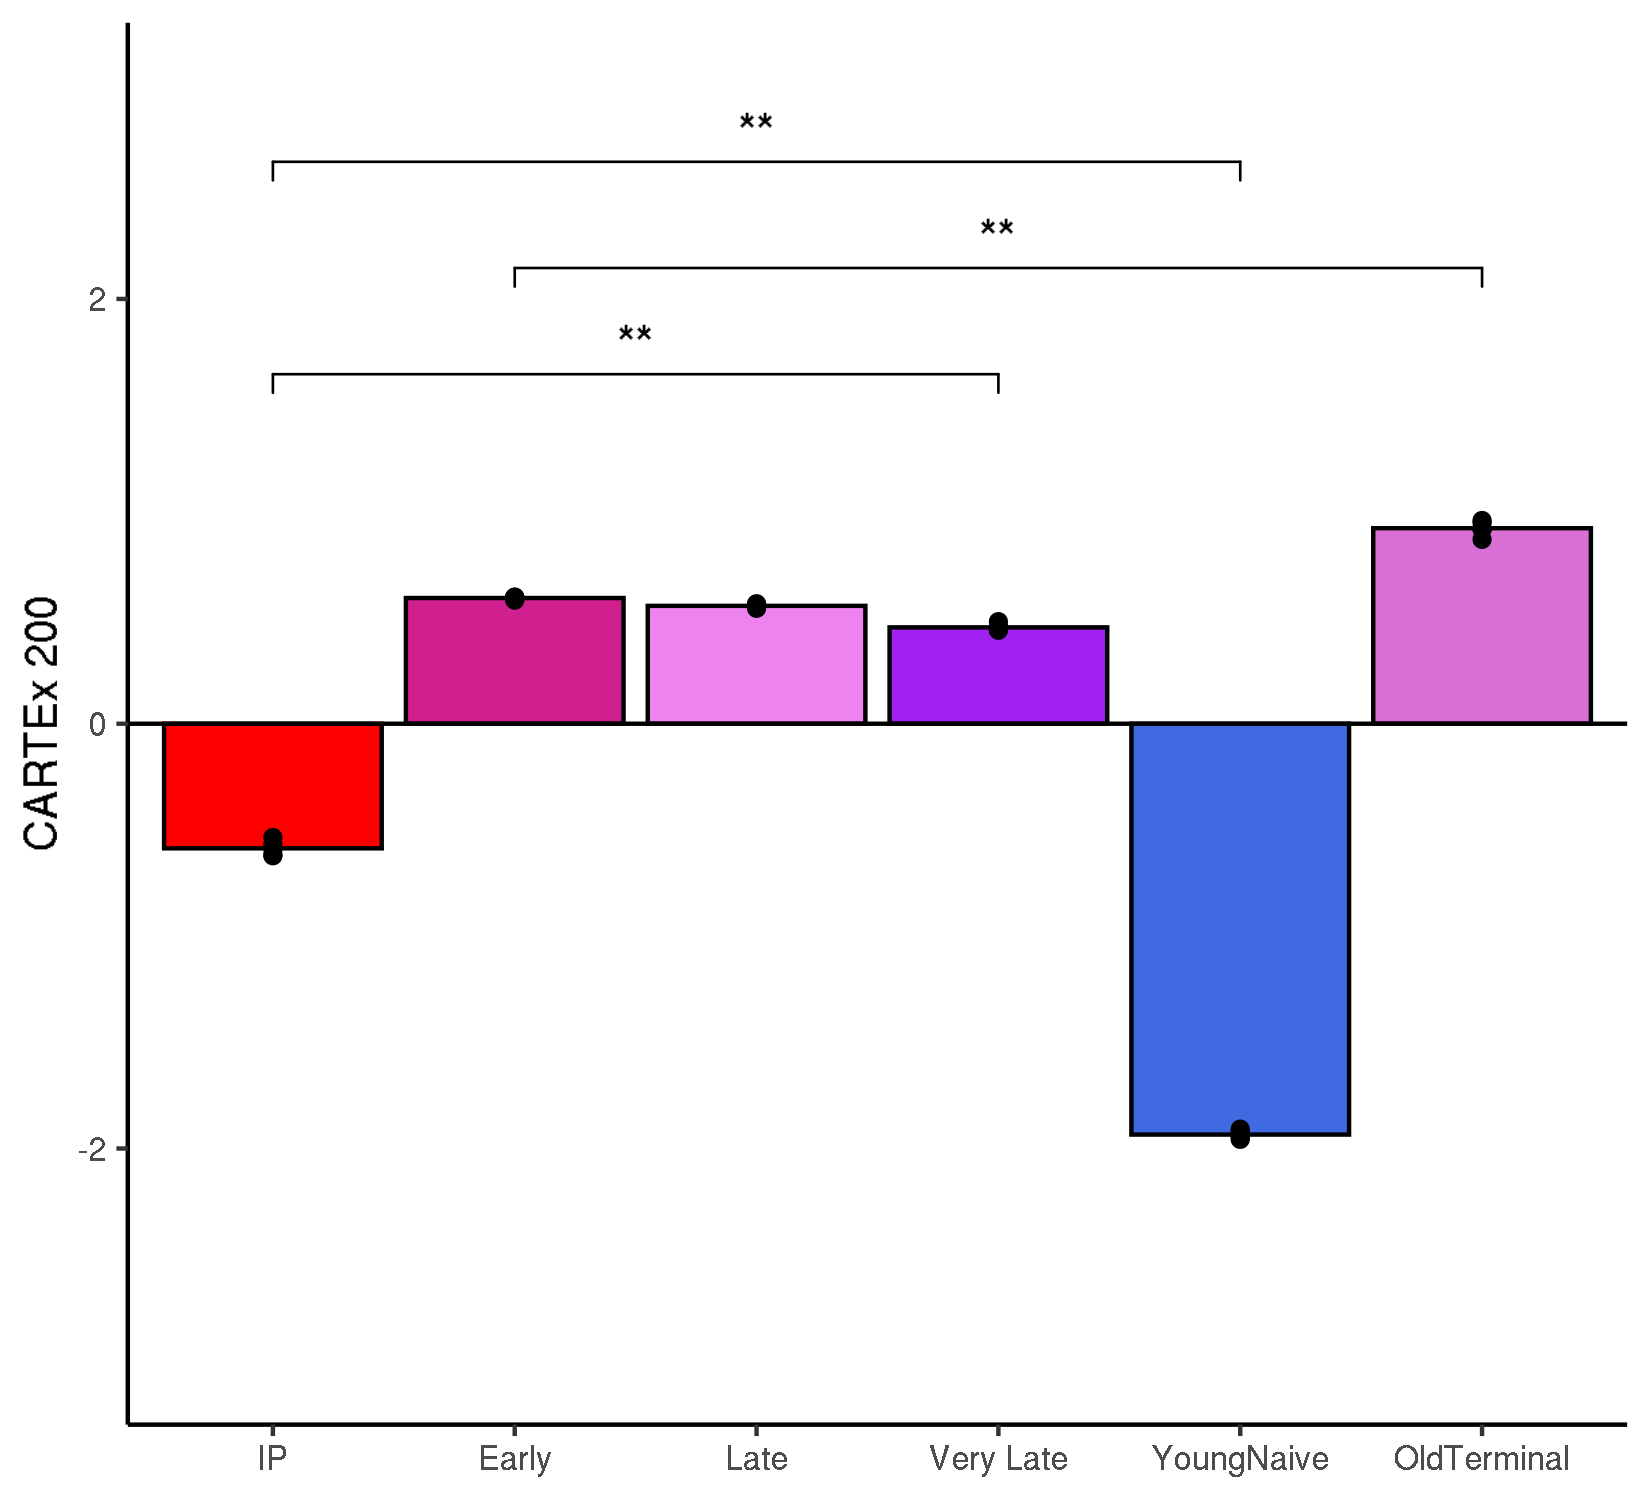 **
**
**
2
0
-2
CARTEx 200
IP
Early
Late
Very Late
YoungNaive
OldTerminal